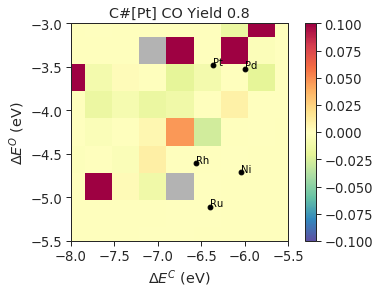 C#[Pt] CO Yield 0.8
−3.0
−3.5
−4.0
−4.5
−5.0
−5.5
ΔE^O (eV)
Pt
Pd
Rh
Ni
Ru
−8.0 −7.5 −7.0 −6.5 −6.0 −5.5
ΔE^C (eV)
0.100
0.075
0.050
0.025
0.000
−0.025
−0.050
−0.075
−0.100